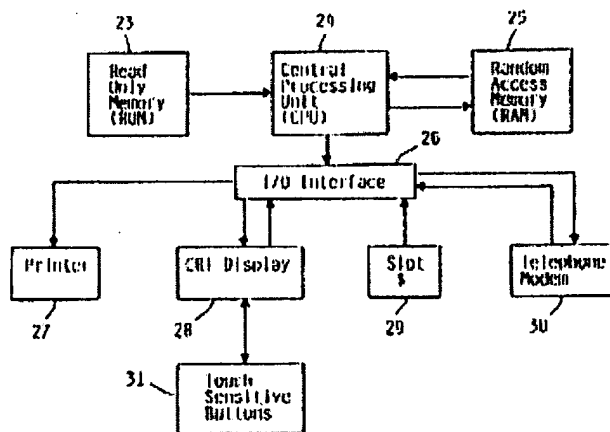 23
24
25
Read
Only
Memory
(ROM)
Central
Processing
Unit
(CPU)
Random
Access
Memory
(RAM)
26
I/O Interface
Printer
CRT Display
Slot
$
Telephone
Modem
27
28
29
30
31
Touch
Sensitive
Buttons